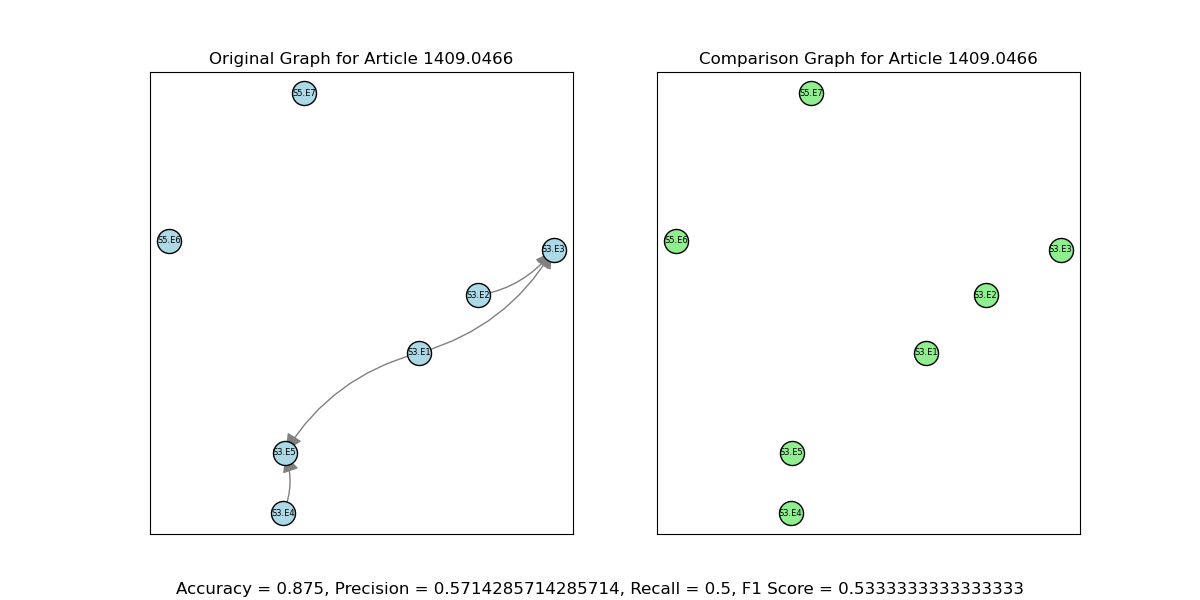 Original Graph for Article 1409.0466
Comparison Graph for Article 1409.0466
S5.E7
S5.E7
S5.E6
S3.E3
S5.E6
S3.E3
S3.E2
S3.E2
S3.E1
S3.E1
S3.E5
S3.E5
S3.E4
S3.E4
Accuracy = 0.875, Precision = 0.5714285714285714, Recall = 0.5, F1 Score = 0.5333333333333333